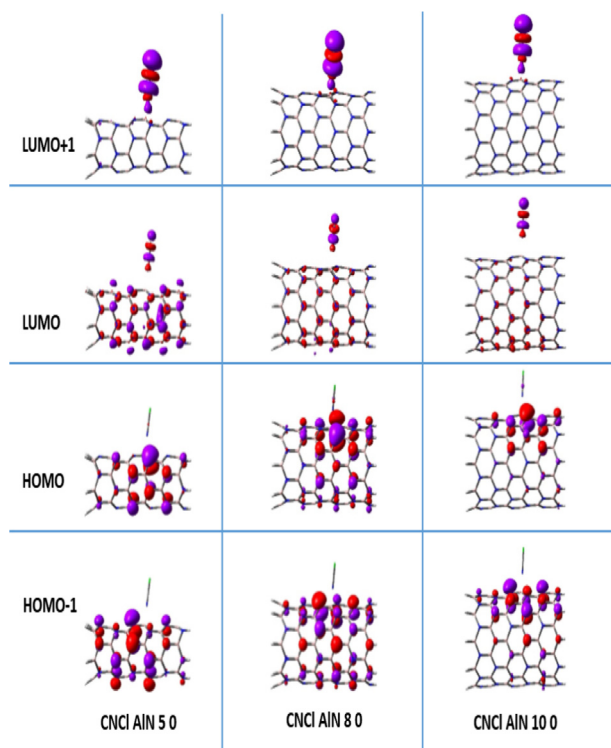 LUMO+1
LUMO
HOMO
HOMO-1
CNCl AlN 5 0
CNCl AlN 8 0
CNCl AlN 10 0